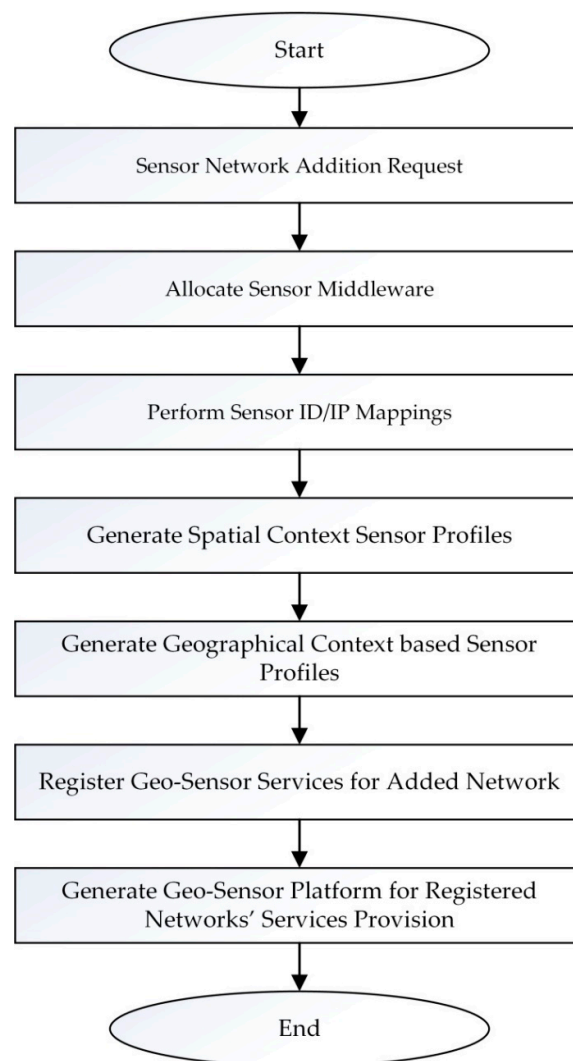 Start
Sensor Network Addition Request
Allocate Sensor Middleware
Perform Sensor ID/IP Mappings
Generate Spatial Context Sensor Profiles
Generate Geographical Context based Sensor
Profiles
Register Geo-Sensor Services for Added Network
Generate Geo-Sensor Platform for Registered
Networks’ Services Provision
End